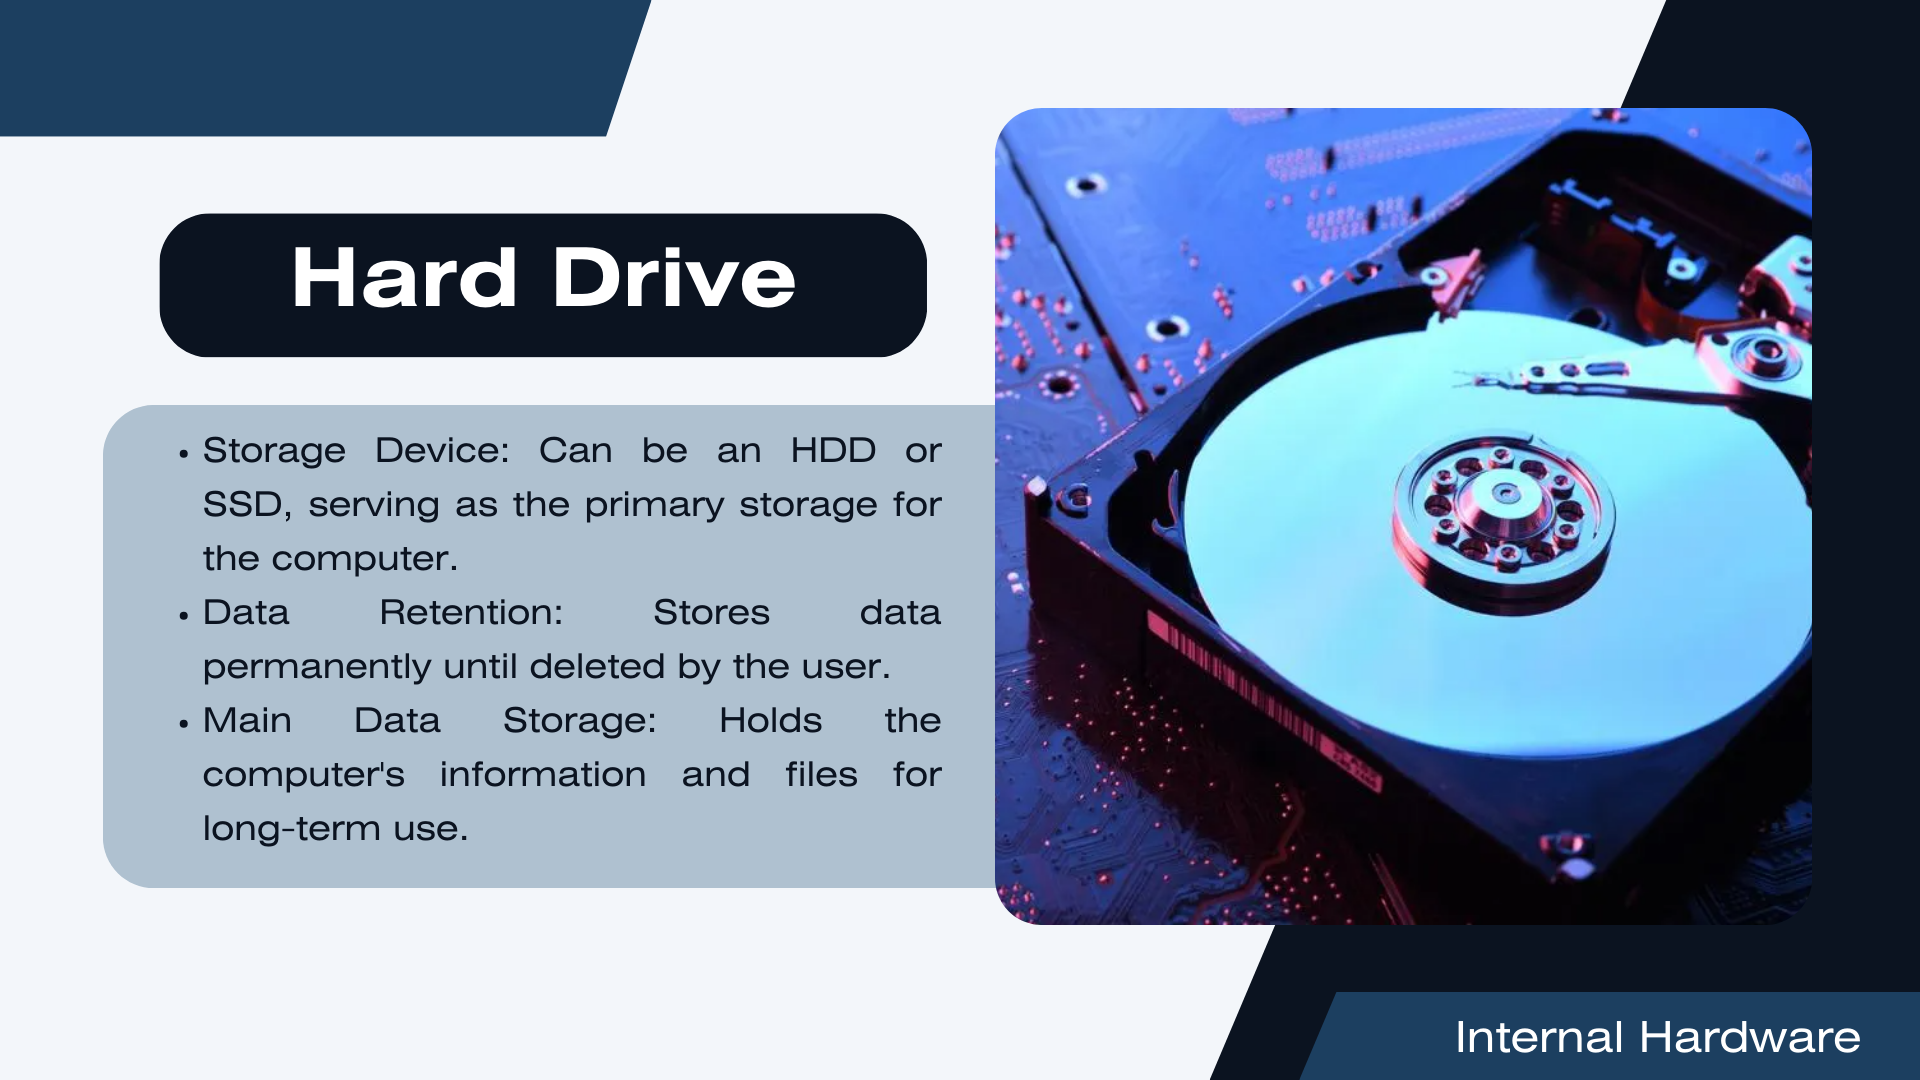 Hard Drive
• Storage Device: Can be an HDD or
SSD, serving as the primary storage for
the computer.
• Data Retention: Stores data
permanently until deleted by the user.
• Main Data Storage: Holds the
computer's information and files for
long-term use.
Internal Hardware